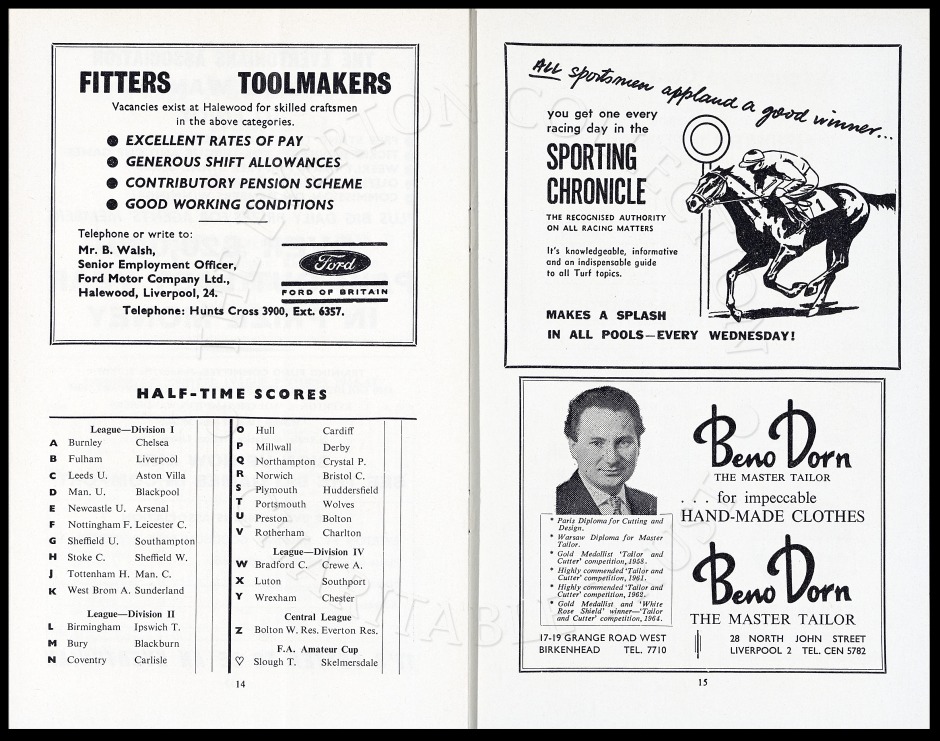 FITTERS TOOLMAKERS
Vacancies exist at Halewood for skilled craftsmen
in the above categories.
● EXCELLENT RATES OF PAY
● GENEROUS SHIFT ALLOWANCES
● CONTRIBUTORY PENSION SCHEME
● GOOD WORKING CONDITIONS
Telephone or write to:
Mr. B. Walsh,
Senior Employment Officer,
Ford Motor Company Ltd.,
Halewood, Liverpool, 24.
Ford
FORD OF BRITAIN
Telephone: Hunts Cross 3900, Ext. 6357.
HALF-TIME SCORES
League—Division I
A Burnley Chelsea
B Fulham Liverpool
C Leeds U. Aston Villa
D Man. U. Blackpool
E Newcastle U. Arsenal
F Nottingham F. Leicester C.
G Sheffield U. Southampton
H Stoke C. Sheffield W.
J Tottenham H. Man. C.
K West Brom A. Sunderland
League—Division II
L Birmingham Ipswich T.
M Bury Blackburn
N Coventry Carlisle
O Hull Cardiff
P Millwall Derby
Q Northampton Crystal P.
R Norwich Bristol C.
S Plymouth Huddersfield
T Portsmouth Wolves
U Preston Bolton
V Rotherham Charlton
League—Division IV
W Bradford C. Crewe A.
X Luton Southport
Y Wrexham Chester
Central League
Z Bolton W. Res. Everton Res.
F.A. Amateur Cup
♡ Slough T. Skelmersdale
14
ALL sportsmen applaud a good winner...
you get one every
racing day in the
SPORTING
CHRONICLE
THE RECOGNISED AUTHORITY
ON ALL RACING MATTERS
It's knowledgeable, informative
and an indispensable guide
to all Turf topics.
1
MAKES A SPLASH
IN ALL POOLS—EVERY WEDNESDAY!
* Paris Diploma for Cutting and
Design.
* Warsaw Diploma for Master
Tailor.
* Gold Medallist 'Tailor and
Cutter' competition, 1958.
* Highly commended 'Tailor and
Cutter' competition, 1961.
* Highly commended 'Tailor and
Cutter' competition, 1962.
* Gold Medallist and 'White
Rose Shield' winner—'Tailor
and Cutter' competition, 1964.
Beno Dorn
THE MASTER TAILOR
. . . for impeccable
HAND-MADE CLOTHES
Beno Dorn
THE MASTER TAILOR
17-19 GRANGE ROAD WEST
BIRKENHEAD TEL. 7710
28 NORTH JOHN STREET
LIVERPOOL 2 TEL. CEN 5782
15